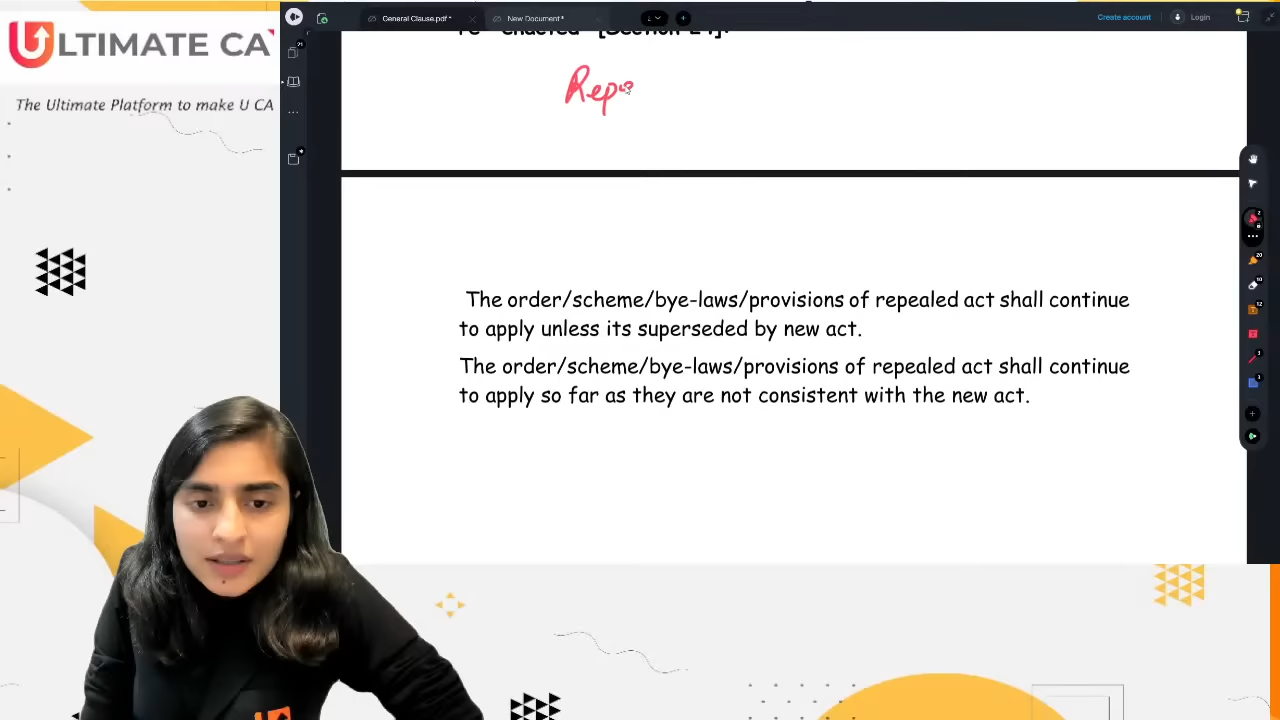 ULTIMATE CA
The Ultimate Platform to make U CA
General Clause.pdf *
New Document*
Create account
Login
Repe
The order/scheme/bye-laws/provisions of repealed act shall continue
to apply unless its superseded by new act.
The order/scheme/bye-laws/provisions of repealed act shall continue
to apply so far as they are not consistent with the new act.